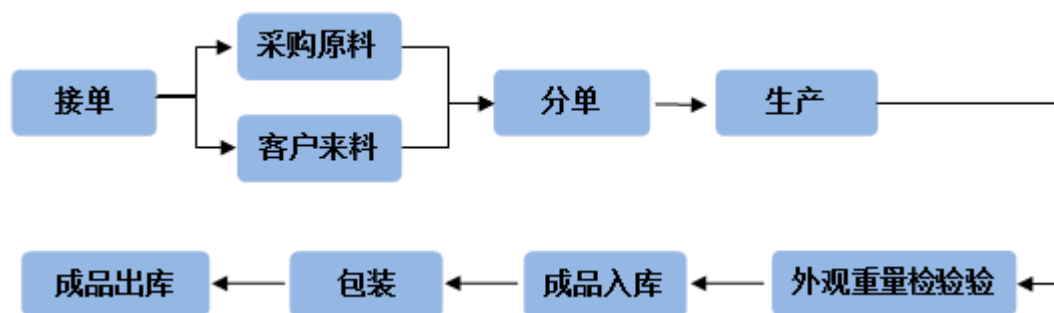 接单
采购原料
客户来料
分单
生产
外观重量检验验
成品入库
包装
成品出库